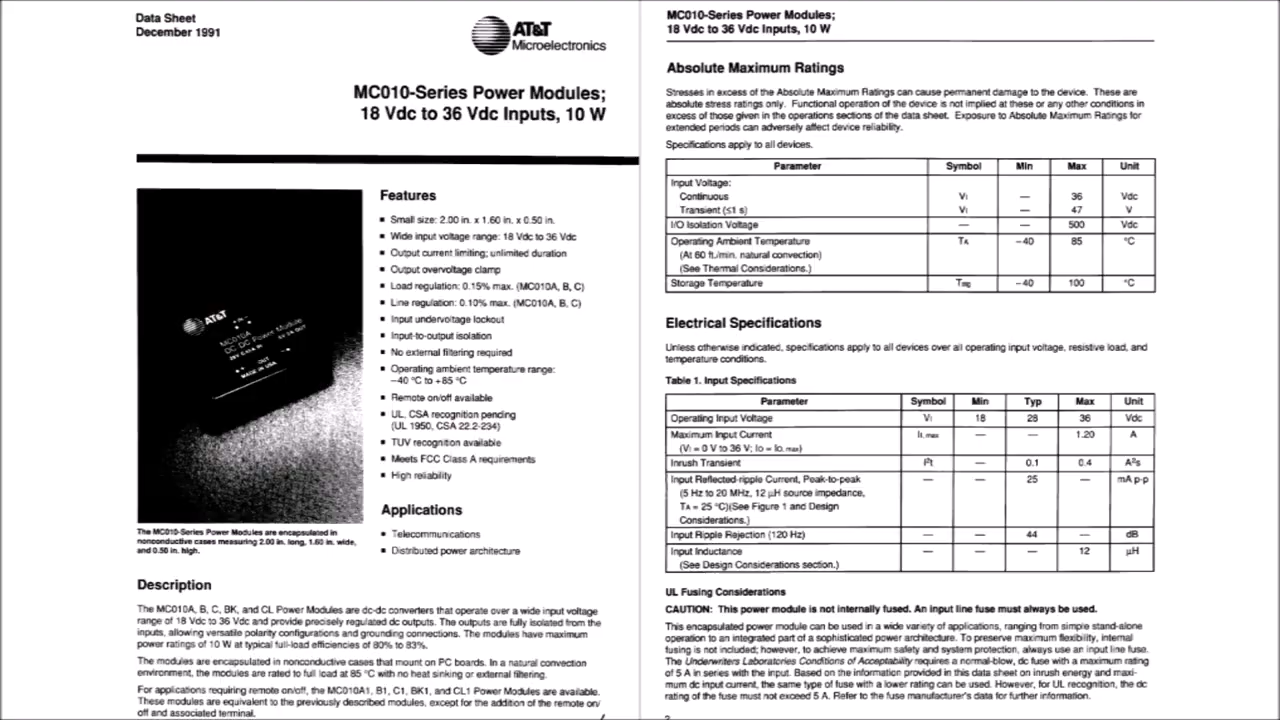 Data Sheet
December 1991
AT&T
Microelectronics
MC010-Series Power Modules;
18 Vdc to 36 Vdc Inputs, 10 W
AT&T
MC010A
DC DC Power Module
MADE IN USA
The MC010-Series Power Modules are encapsulated in
nonconductive cases measuring 2.00 in. long, 1.60 in. wide,
and 0.50 in. high.
Features
▪ Small size: 2.00 in. x 1.60 in. x 0.50 in.
▪ Wide input voltage range: 18 Vdc to 36 Vdc
▪ Output current limiting; unlimited duration
▪ Output overvoltage clamp
▪ Load regulation: 0.15% max. (MC010A, B, C)
▪ Line regulation: 0.10% max. (MC010A, B, C)
▪ Input undervoltage lockout
▪ Input-to-output isolation
▪ No external filtering required
▪ Operating ambient temperature range:
−40 °C to +85 °C
▪ Remote on/off available
▪ UL, CSA recognition pending
(UL 1950, CSA 22.2-234)
▪ TUV recognition available
▪ Meets FCC Class A requirements
▪ High reliability
Applications
▪ Telecommunications
▪ Distributed power architecture
Description
The MC010A, B, C, BK, and CL Power Modules are dc-dc converters that operate over a wide input voltage
range of 18 Vdc to 36 Vdc and provide precisely regulated dc outputs. The outputs are fully isolated from the
inputs, allowing versatile polarity configurations and grounding connections. The modules have maximum
power ratings of 10 W at typical full-load efficiencies of 80% to 83%.
The modules are encapsulated in nonconductive cases that mount on PC boards. In a natural convection
environment, the modules are rated to full load at 85 °C with no heat sinking or external filtering.
For applications requiring remote on/off, the MC010A1, B1, C1, BK1, and CL1 Power Modules are available.
These modules are equivalent to the previously described modules, except for the addition of the remote on/
off and associated terminal.
MC010-Series Power Modules;
18 Vdc to 36 Vdc Inputs, 10 W
Absolute Maximum Ratings
Stresses in excess of the Absolute Maximum Ratings can cause permanent damage to the device. These are
absolute stress ratings only. Functional operation of the device is not implied at these or any other conditions in
excess of those given in the operations sections of the data sheet. Exposure to Absolute Maximum Ratings for
extended periods can adversely affect device reliability.
Specifications apply to all devices.
Parameter Symbol Min Max Unit
Input Voltage:
Continuous VI — 36 Vdc
Transient (≤1 s) VI — 47 V
I/O Isolation Voltage — — 500 Vdc
Operating Ambient Temperature TA −40 85 °C
(At 60 ft./min. natural convection)
(See Thermal Considerations.)
Storage Temperature Tstg −40 100 °C
Electrical Specifications
Unless otherwise indicated, specifications apply to all devices over all operating input voltage, resistive load, and
temperature conditions.
Table 1. Input Specifications
Parameter Symbol Min Typ Max Unit
Operating Input Voltage VI 18 28 36 Vdc
Maximum Input Current II, max — — 1.20 A
(VI = 0 V to 36 V; IO = IO, max)
Inrush Transient I²t — 0.1 0.4 A²s
Input Reflected-ripple Current, Peak-to-peak — — 25 — mA p-p
(5 Hz to 20 MHz, 12 µH source impedance,
TA = 25 °C)(See Figure 1 and Design
Considerations.)
Input Ripple Rejection (120 Hz) — — 44 — dB
Input Inductance — — — 12 µH
(See Design Considerations section.)
UL Fusing Considerations
CAUTION: This power module is not internally fused. An input line fuse must always be used.
This encapsulated power module can be used in a wide variety of applications, ranging from simple stand-alone
operation to an integrated part of a sophisticated power architecture. To preserve maximum flexibility, internal
fusing is not included; however, to achieve maximum safety and system protection, always use an input line fuse.
The Underwriters Laboratories Conditions of Acceptability requires a normal-blow, dc fuse with a maximum rating
of 5 A in series with the input. Based on the information provided in this data sheet on inrush energy and maxi-
mum dc input current, the same type of fuse with a lower rating can be used. However, for UL recognition, the dc
rating of the fuse must not exceed 5 A. Refer to the fuse manufacturer's data for further information.